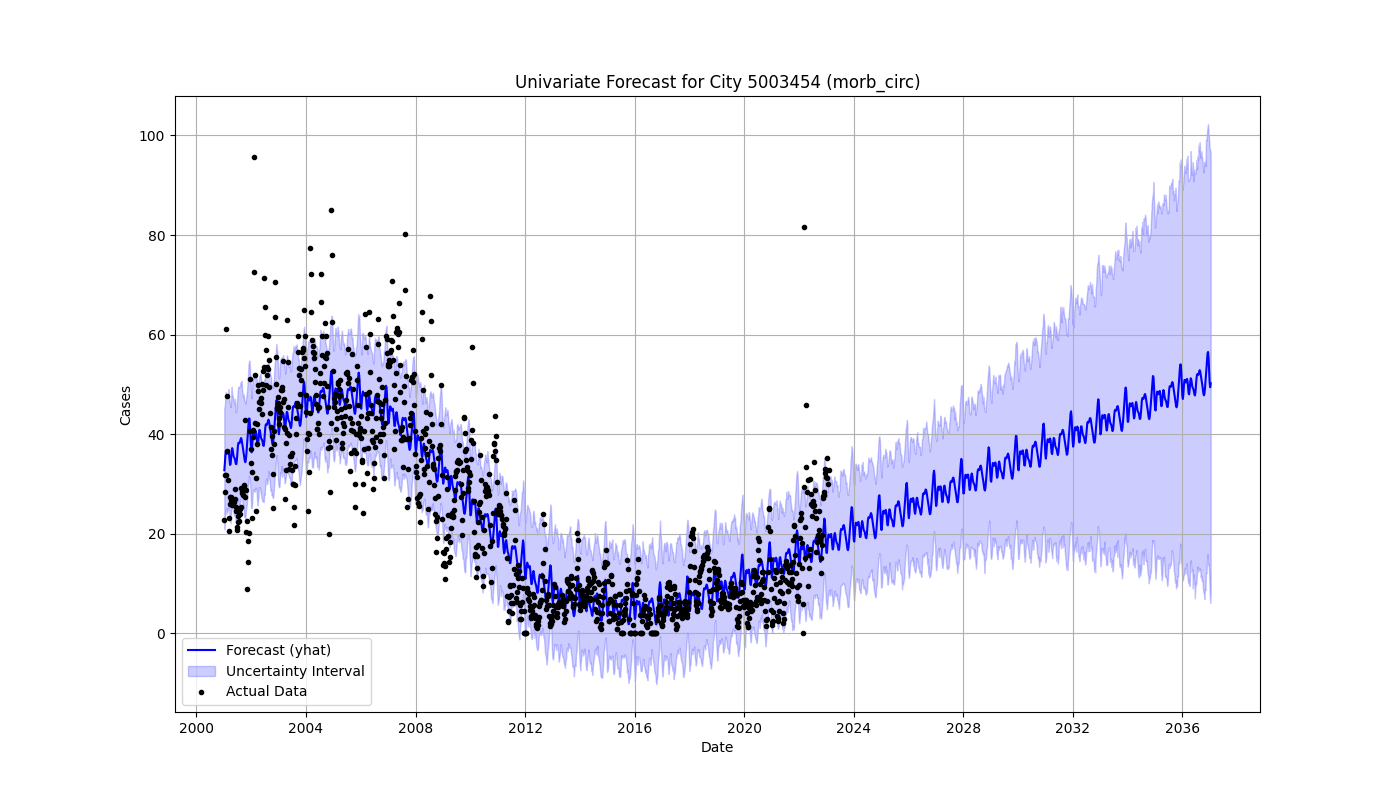 Univariate Forecast for City 5003454 (morb_circ)
Cases
100
80
60
40
20
0
Forecast (yhat)
Uncertainty Interval
Actual Data
2000 2004 2008 2012 2016 2020 2024 2028 2032 2036
Date